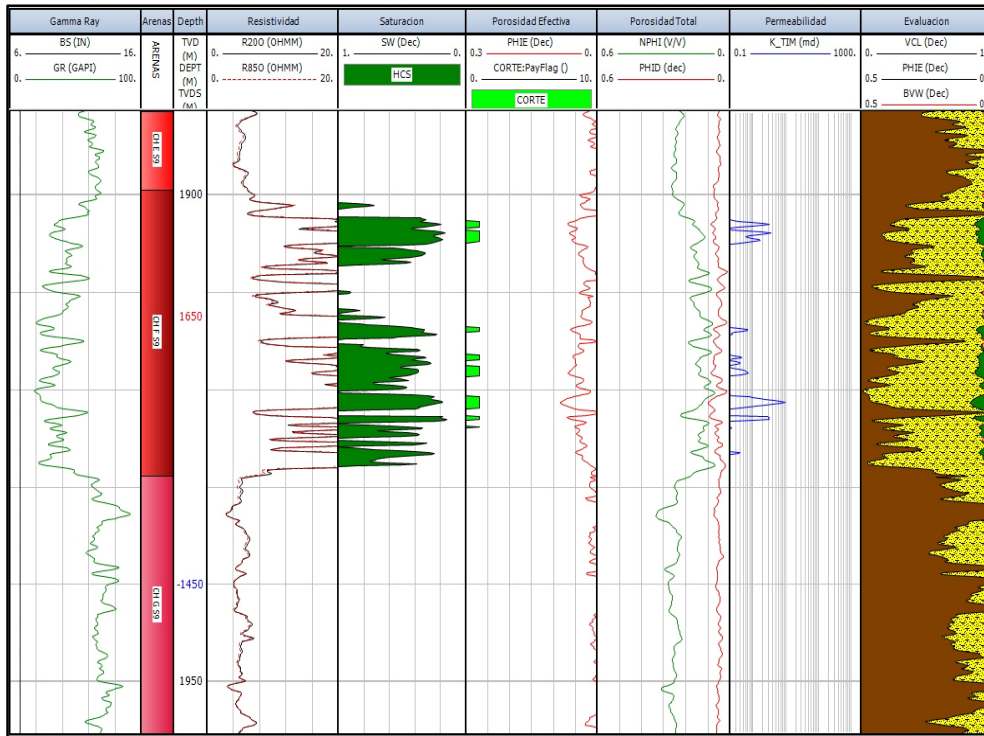 Gamma Ray
Arenas
Depth
Resistividad
Saturacion
Porosidad Efectiva
Porosidad Total
Permeabilidad
Evaluacion
BS (IN)
6. 16.
GR (GAPI)
0. 100.
ARENAS
TVD
(M)
DEPT
(M)
TVDS
(M)
R200 (OHMM)
0. 20.
R850 (OHMM)
0. 20.
SW (Dec)
1. 0.
HCS
PHIE (Dec)
0.3 0.
CORTE:PayFlag ()
0. 10.
CORTE
NPHI (V/V)
0.6 0.
PHID (dec)
0.6 0.
K_TIM (md)
0.1 1000.
VCL (Dec)
0. 1
PHIE (Dec)
0.5 0
BVW (Dec)
0.5 0
CH E S9
1900
CH F S9
1650
CH G S9
-1450
1950